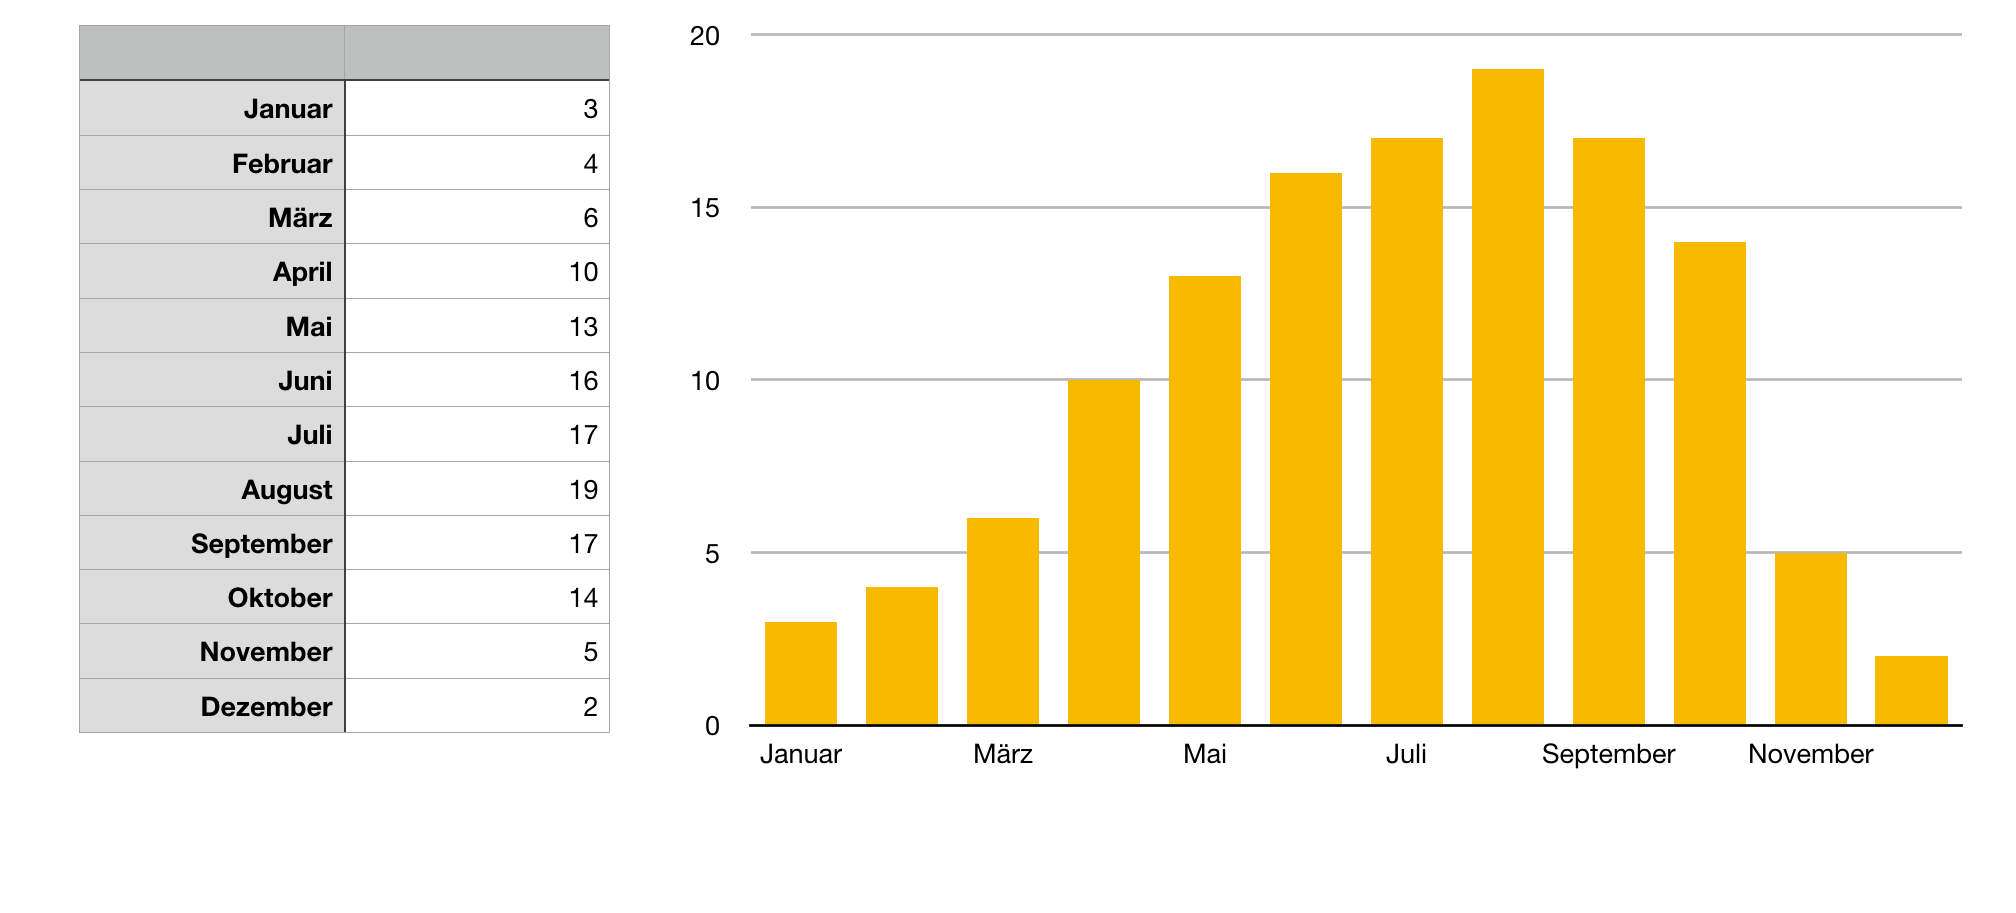 Januar 3
Februar 4
März 6
April 10
Mai 13
Juni 16
Juli 17
August 19
September 17
Oktober 14
November 5
Dezember 2
20
15
10
5
0
Januar März Mai Juli September November